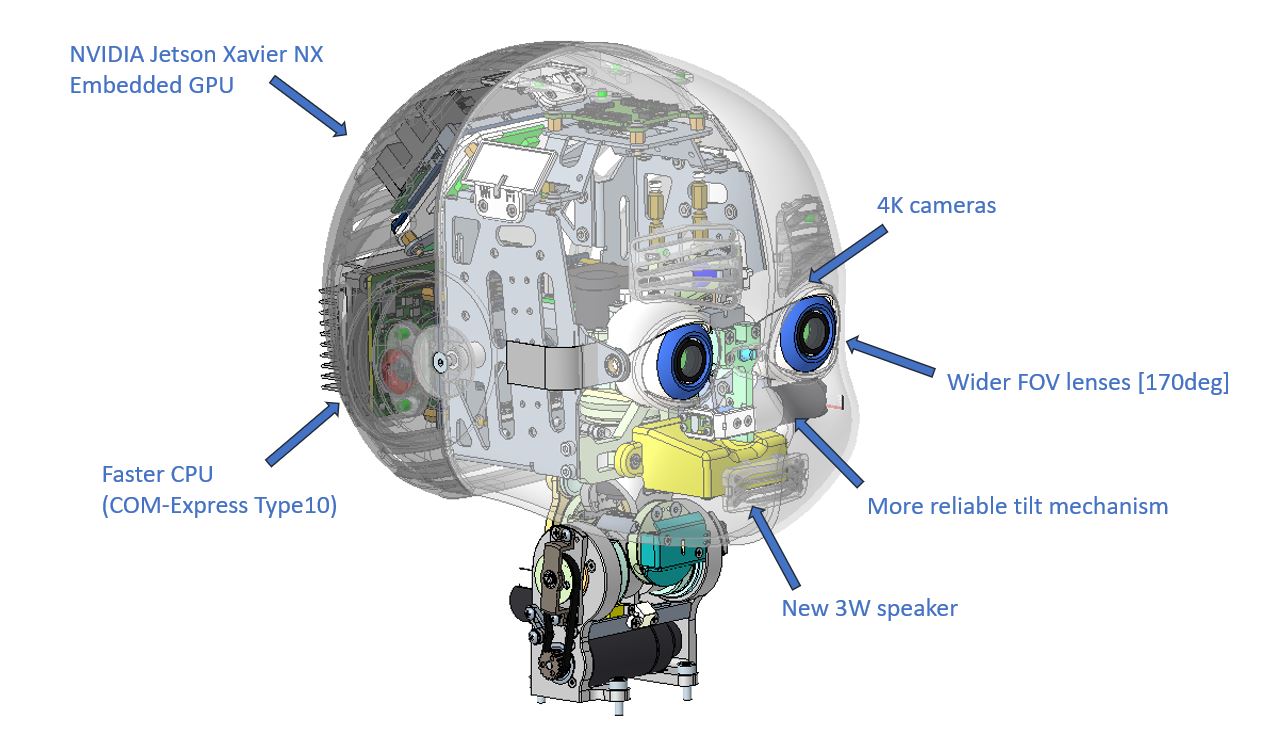 NVIDIA Jetson Xavier NX
Embedded GPU
Wi Fi
4K cameras
Wider FOV lenses [170deg]
Faster CPU
(COM-Express Type10)
More reliable tilt mechanism
New 3W speaker